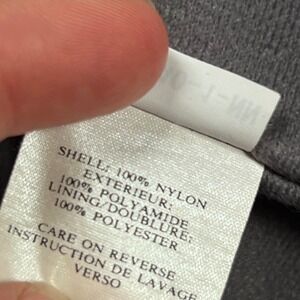 SHELL: 100% NYLON
EXTERIEUR:
100% POLYAMIDE
LINING/DOUBLURE:
100% POLYESTER
CARE ON REVERSE
INSTRUCTION DE LAVAGE
VERSO